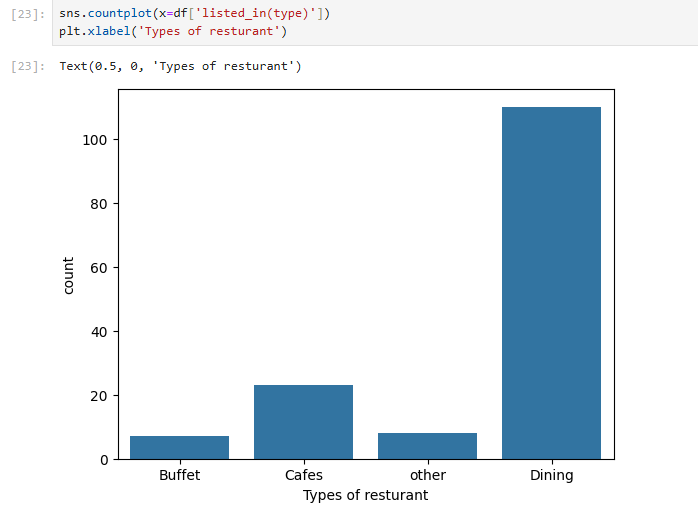 [23]: sns.countplot(x=df['listed_in(type)'])
plt.xlabel('Types of resturant')
[23]: Text(0.5, 0, 'Types of resturant')
100
80
60
40
20
0
count
Buffet Cafes other Dining
Types of resturant